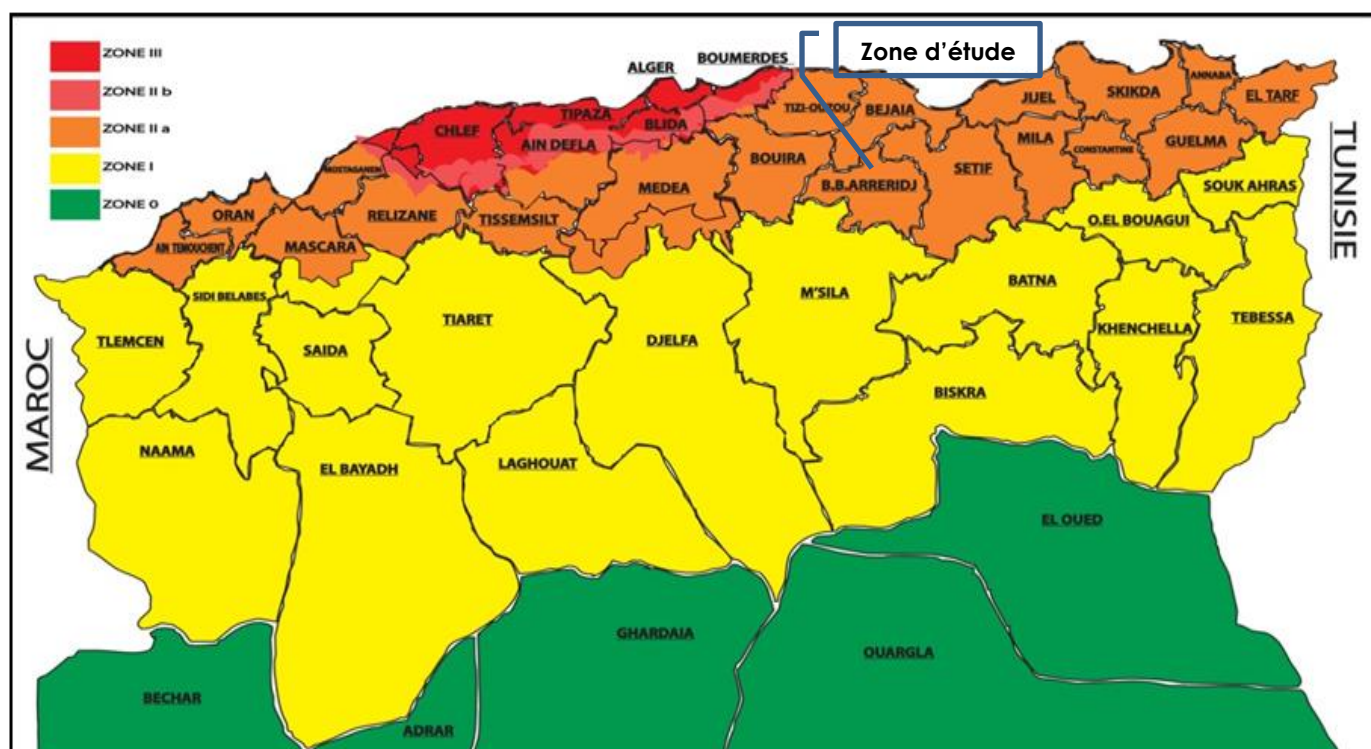 ZONE III
ZONE II b
ZONE II a
ZONE I
ZONE 0
Zone d’étude
ALGER
BOUMERDES
TIZI-OUZOU
BEJAIA
JIJEL
SKIKDA
ANNABA
EL TARF
CHLEF
TIPAZA
BLIDA
AIN DEFLA
BOUIRA
MILA
CONSTANTINE
GUELMA
MOSTAGANEM
MEDEA
B.B.ARRERIDJ
SETIF
SOUK AHRAS
ORAN
RELIZANE
TISSEMSILT
O.EL BOUAGUI
AIN TEMOUCHENT
MASCARA
SIDI BELABES
M'SILA
BATNA
TLEMCEN
SAIDA
TIARET
DJELFA
KHENCHELLA
TEBESSA
BISKRA
NAAMA
EL BAYADH
LAGHOUAT
EL OUED
GHARDAIA
OUARGLA
BECHAR
ADRAR
MAROC
TUNISIE